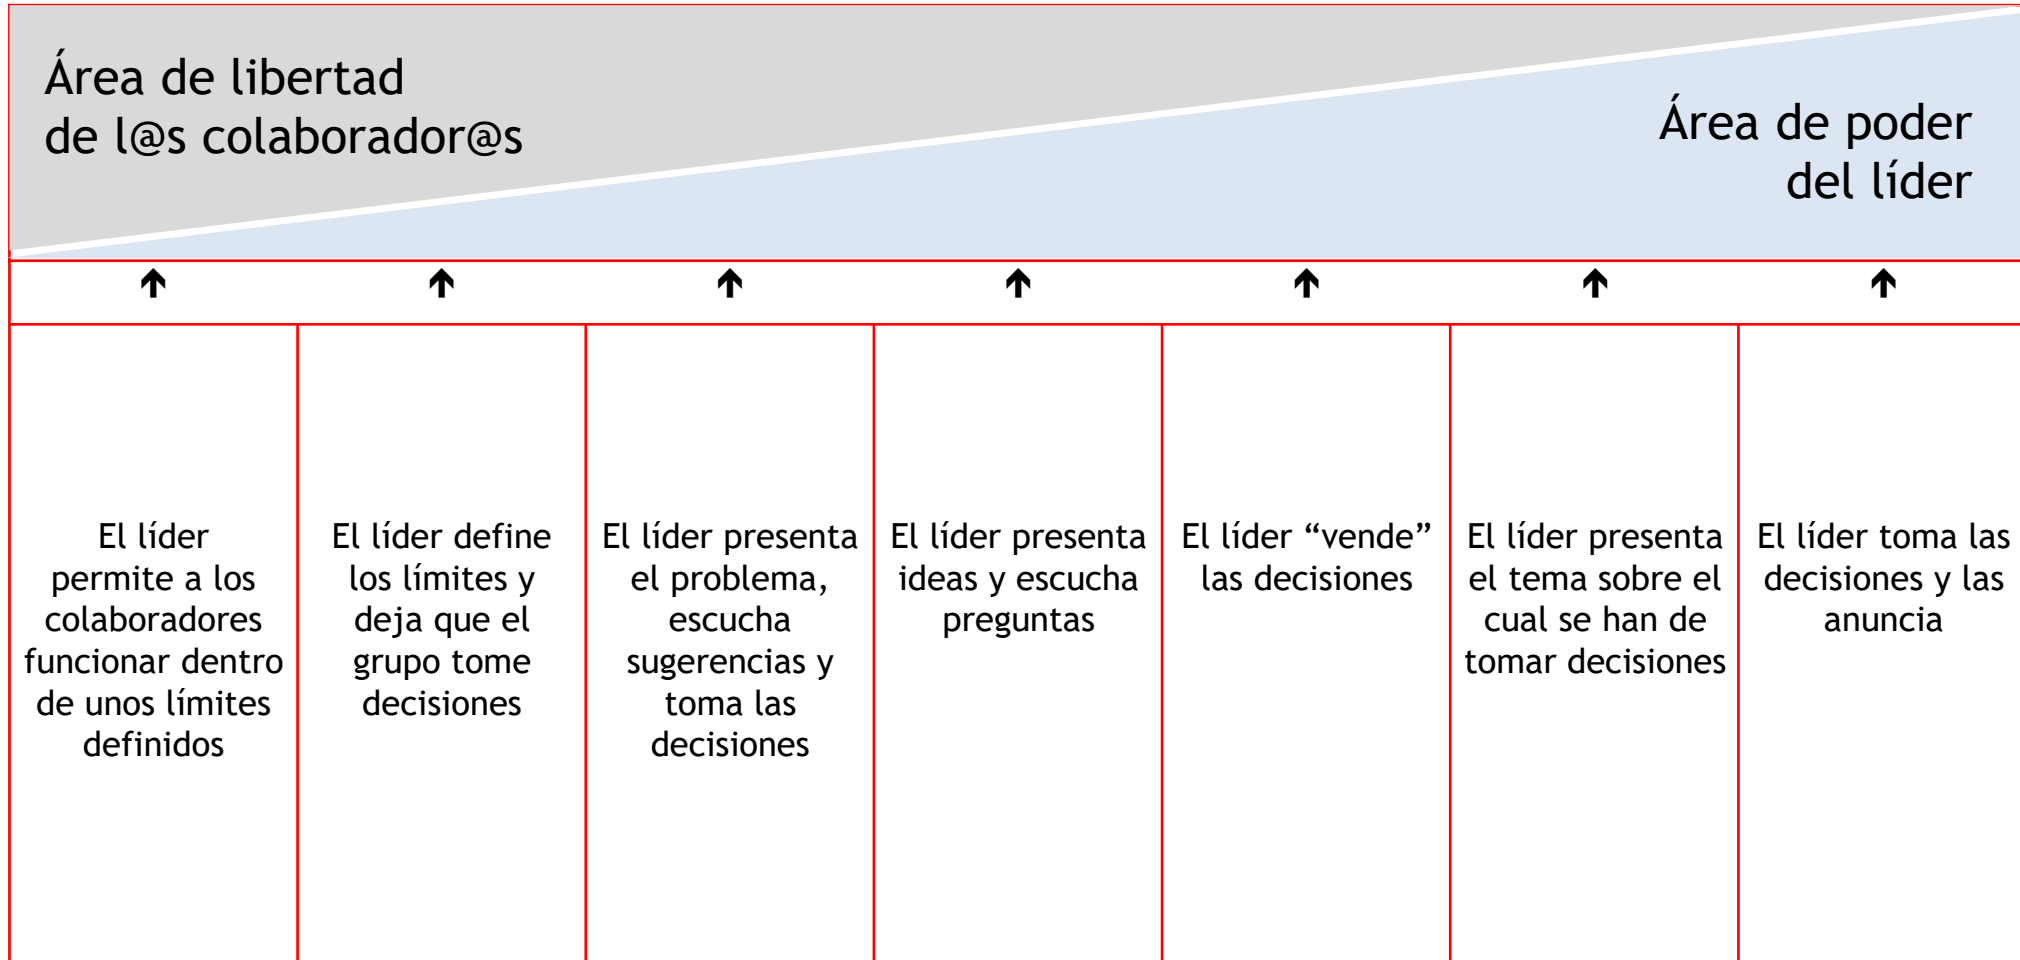 Área de libertad
de l@s colaborador@s
Área de poder
del líder
El líder
permite a los
colaboradores
funcionar dentro
de unos límites
definidos
El líder define
los límites y
deja que el
grupo tome
decisiones
El líder presenta
el problema,
escucha
sugerencias y
toma las
decisiones
El líder presenta
ideas y escucha
preguntas
El líder “vende”
las decisiones
El líder presenta
el tema sobre el
cual se han de
tomar decisiones
El líder toma las
decisiones y las
anuncia